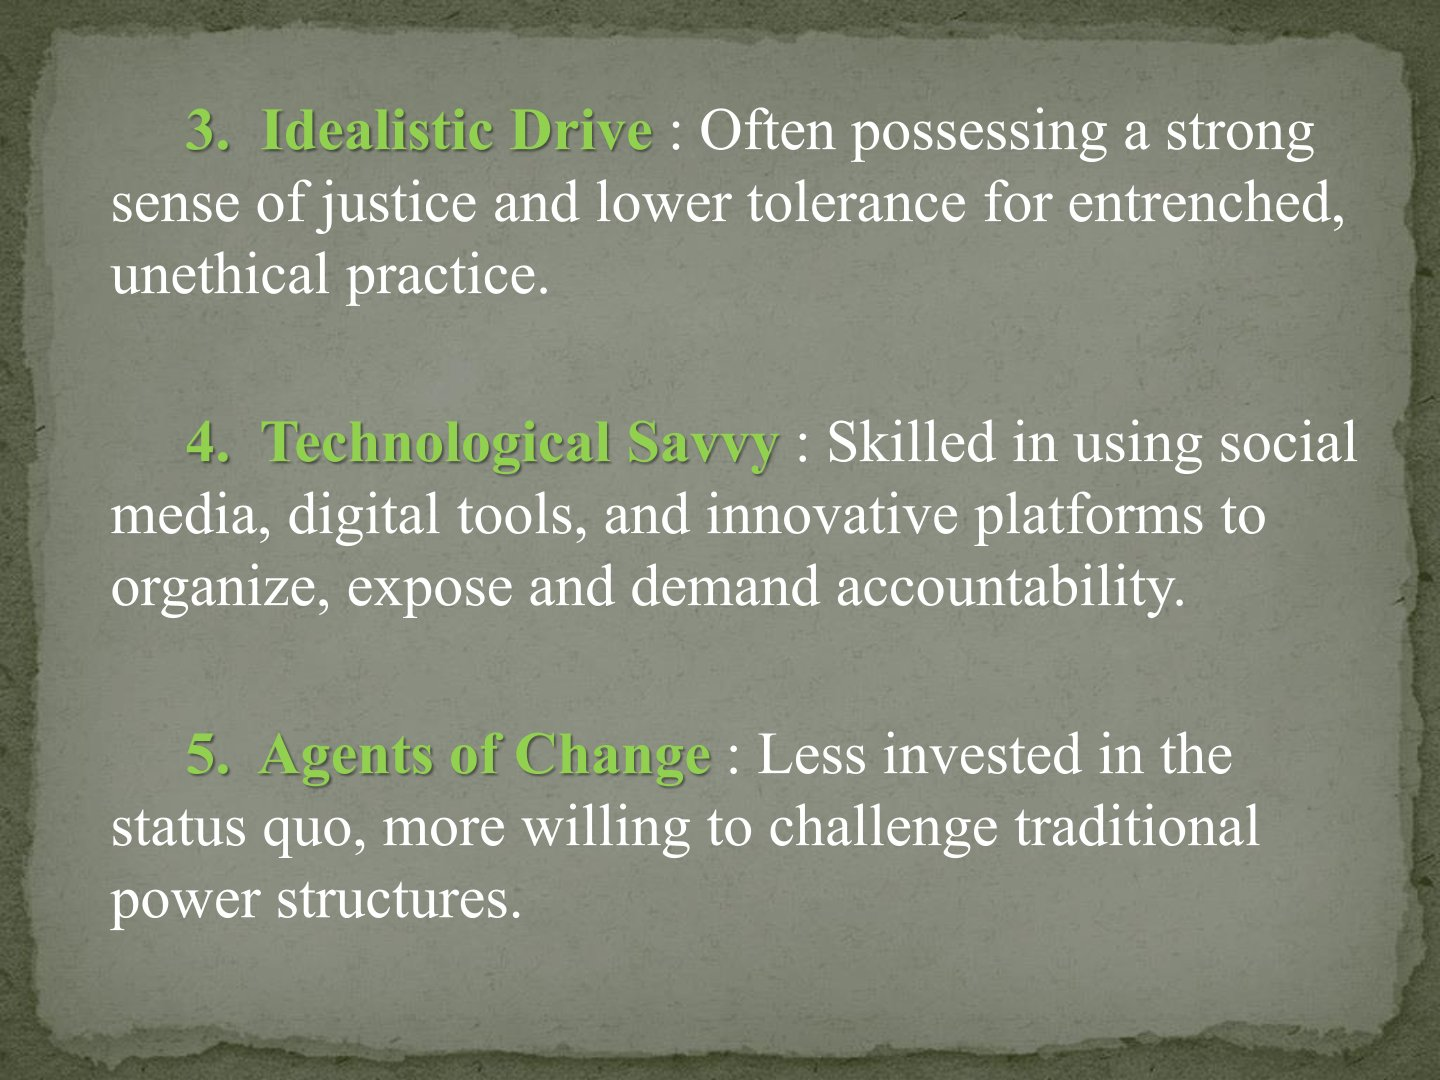 3. Idealistic Drive : Often possessing a strong
sense of justice and lower tolerance for entrenched,
unethical practice.
4. Technological Savvy : Skilled in using social
media, digital tools, and innovative platforms to
organize, expose and demand accountability.
5. Agents of Change : Less invested in the
status quo, more willing to challenge traditional
power structures.